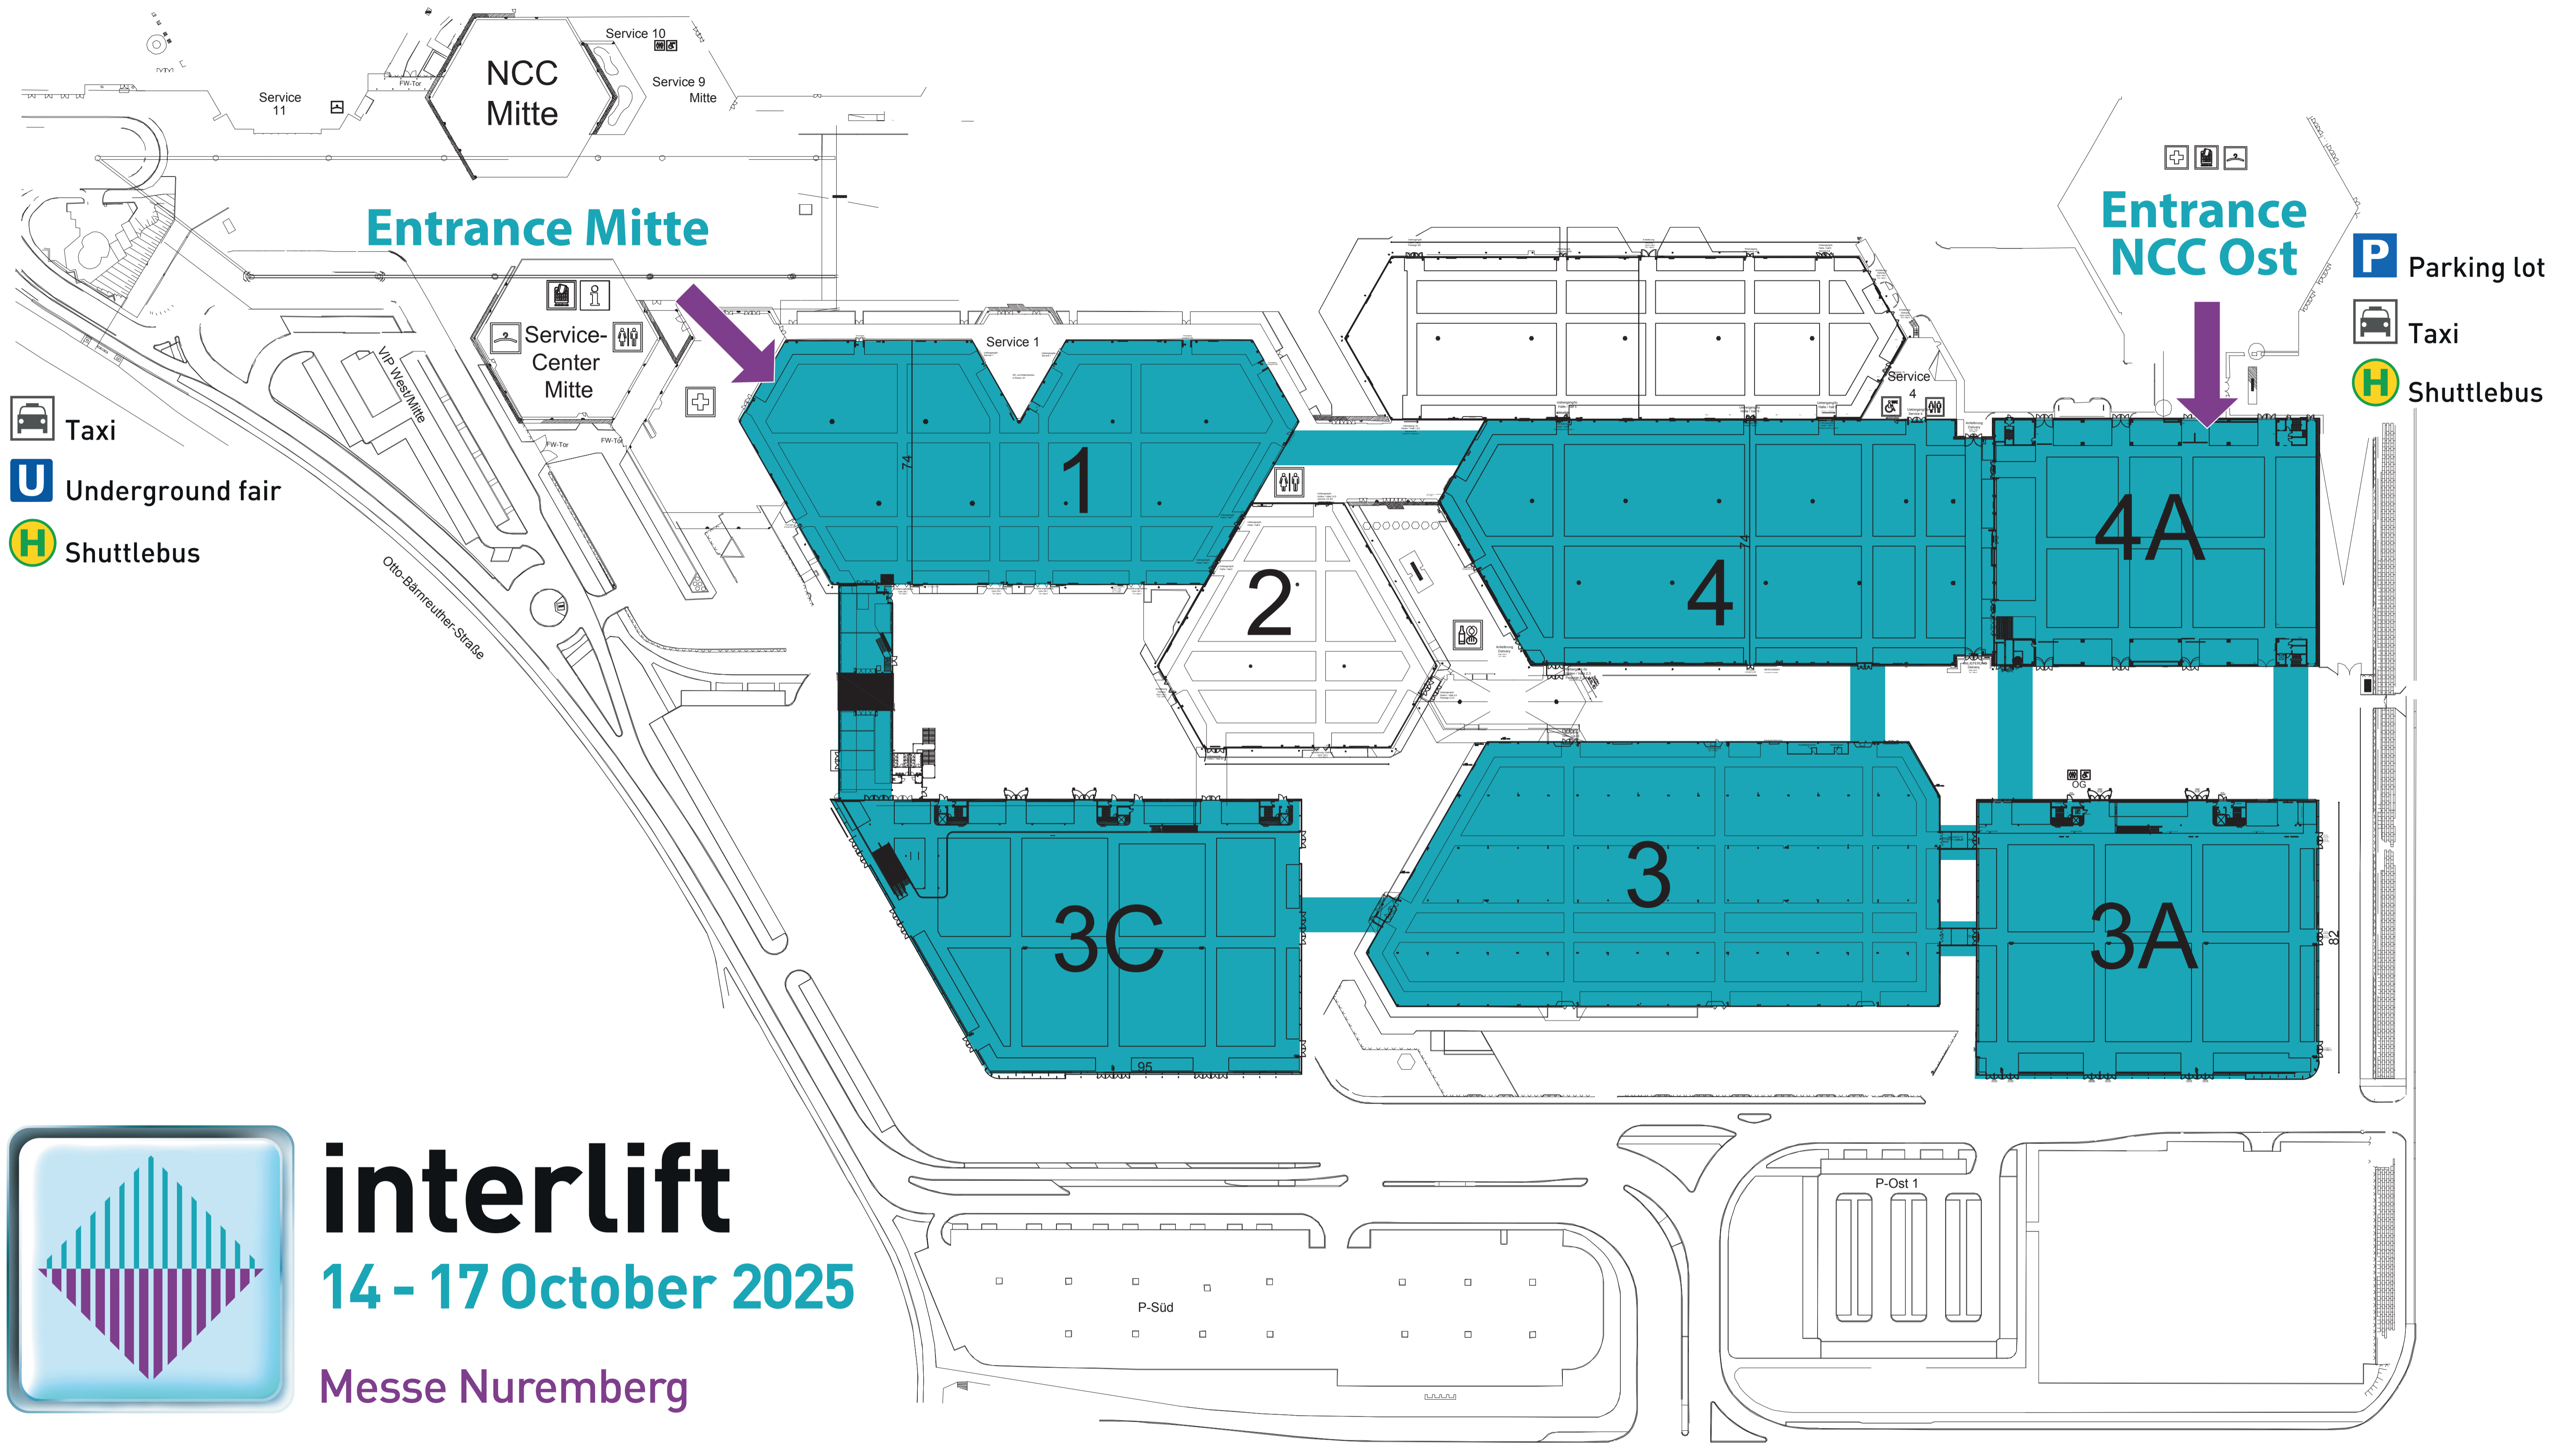 Service 10
NCC
Mitte
Service 9
Mitte
Service
11
FW-Tor
Entrance Mitte
Entrance
NCC Ost
P Parking lot
Taxi
H Shuttlebus
Service-
Center
Mitte
FW-Tor
FW-Tor
VIP West/Mitte
Otto-Bärnreuther-Straße
Taxi
U Underground fair
H Shuttlebus
Service 1
Service
4
1
74
2
4
74
4A
OG
3C
95
3
3A
82
interlift
14 - 17 October 2025
Messe Nuremberg
P-Süd
P-Ost 1